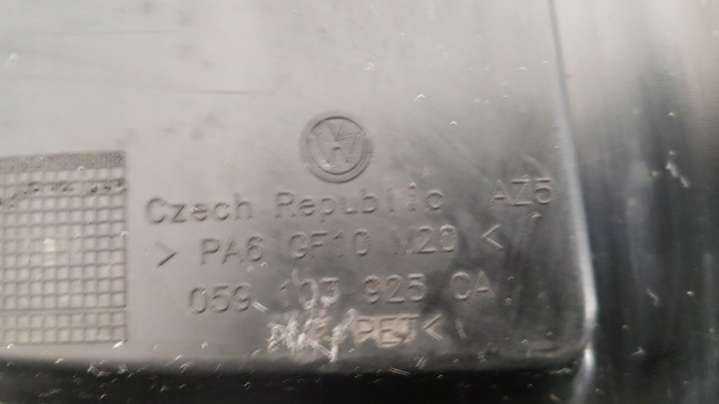 Czech Republic AZ5
> PA6 GF10 M20 <
059 103 925 CA
PET<